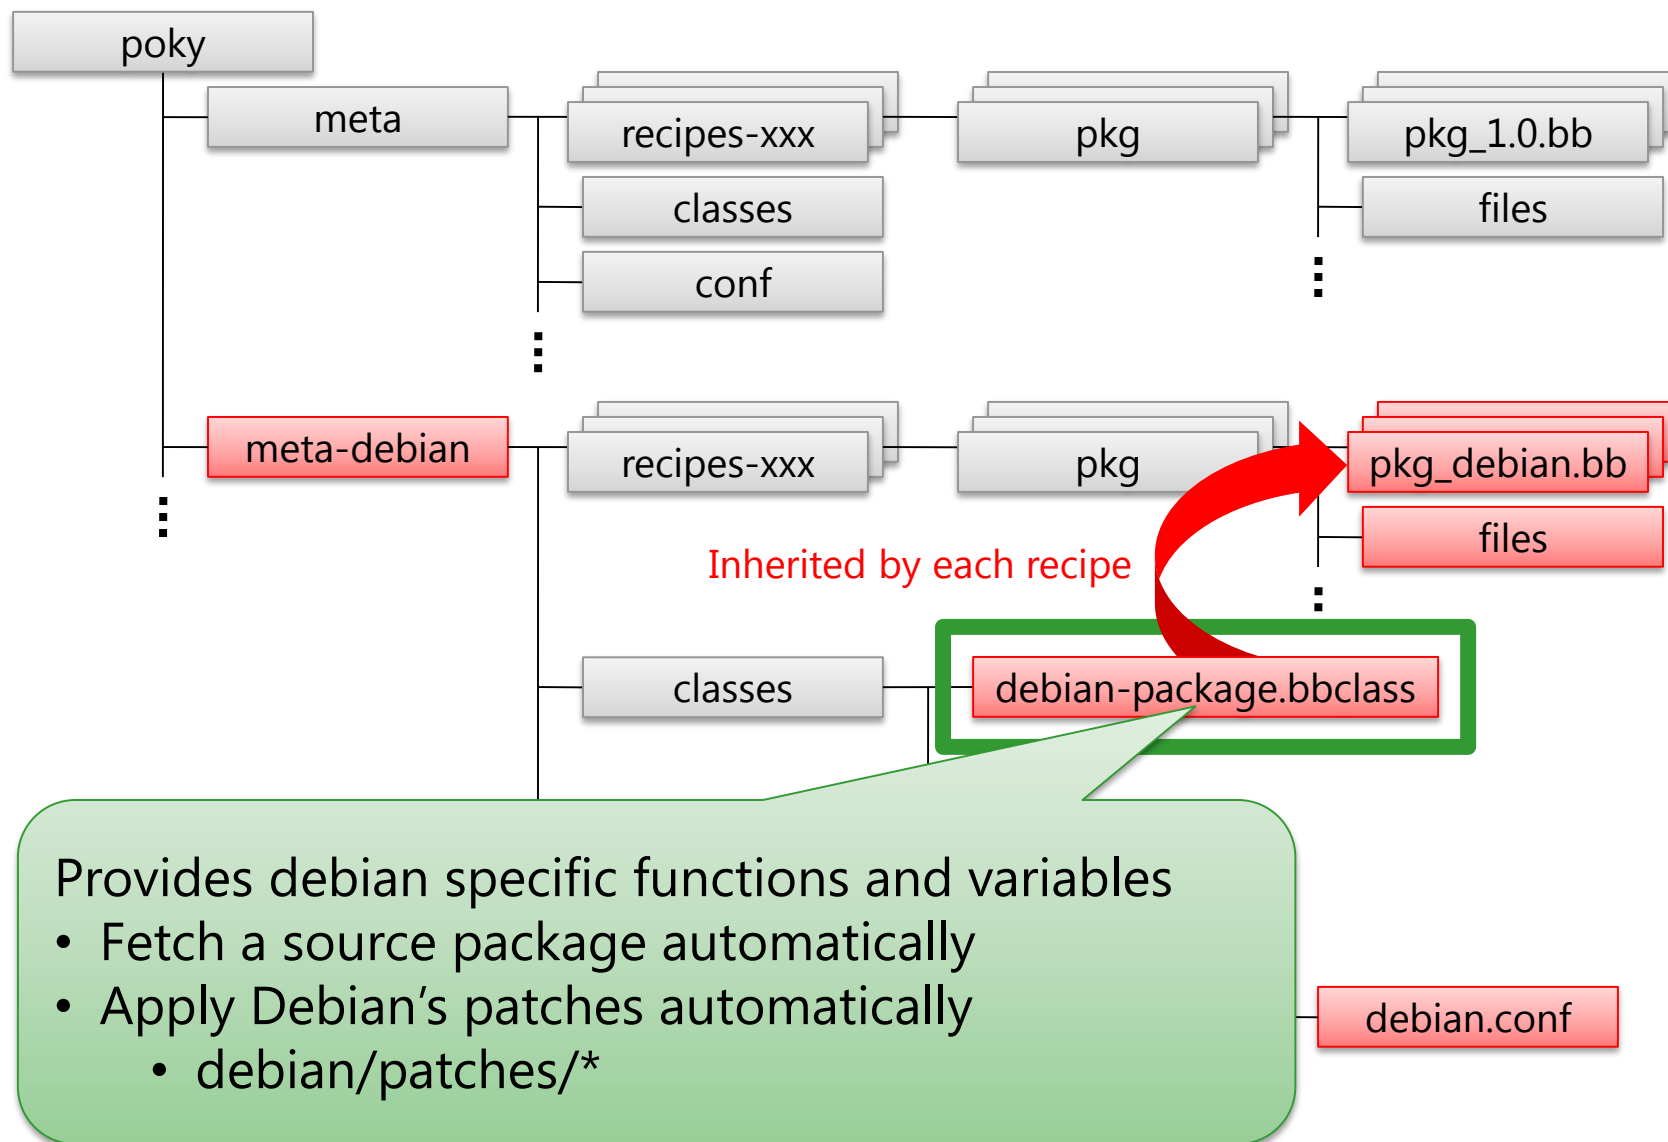 poky
meta
recipes-xxx
pkg
pkg_1.0.bb
classes
files
conf
meta-debian
recipes-xxx
pkg
pkg_debian.bb
files
Inherited by each recipe
classes
debian-package.bbclass
Provides debian specific functions and variables
• Fetch a source package automatically
• Apply Debian’s patches automatically
• debian/patches/*
debian.conf